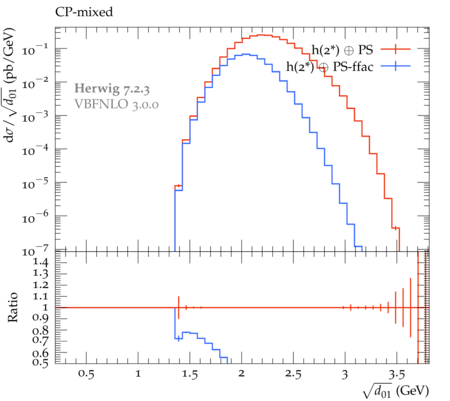 CP-mixed
dσ/√d₀₁ (pb/GeV)
10⁻¹
10⁻²
10⁻³
10⁻⁴
10⁻⁵
10⁻⁶
10⁻⁷
h(2*) ⊕ PS
h(2*) ⊕ PS-ffac
Herwig 7.2.3
VBFNLO 3.0.0
Ratio
1.4
1.3
1.2
1.1
1
0.9
0.8
0.7
0.6
0.5
0.5 1 1.5 2 2.5 3 3.5
√d₀₁ (GeV)